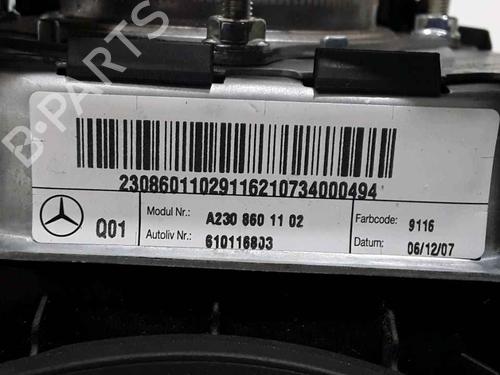 B-PARTS
23086011029116210734000494
Q01
Modul Nr.: A230 860 11 02
Autoliv Nr.: 610116803
Farbcode: 9116
Datum: 06/12/07